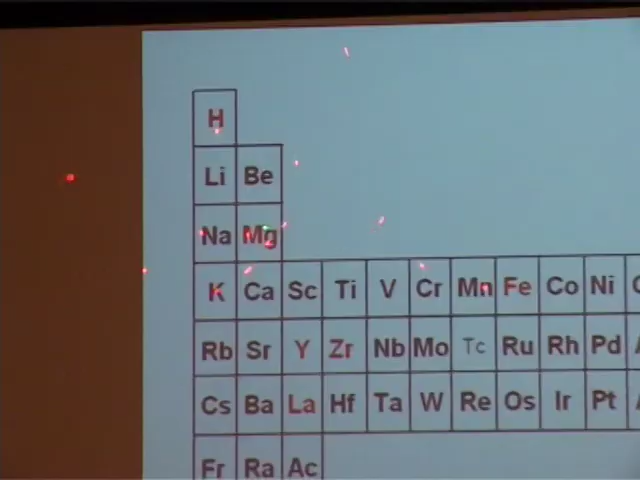 H
Li Be
Na Mg
K Ca Sc Ti V Cr Mn Fe Co Ni
Rb Sr Y Zr Nb Mo Tc Ru Rh Pd
Cs Ba La Hf Ta W Re Os Ir Pt
Fr Ra Ac